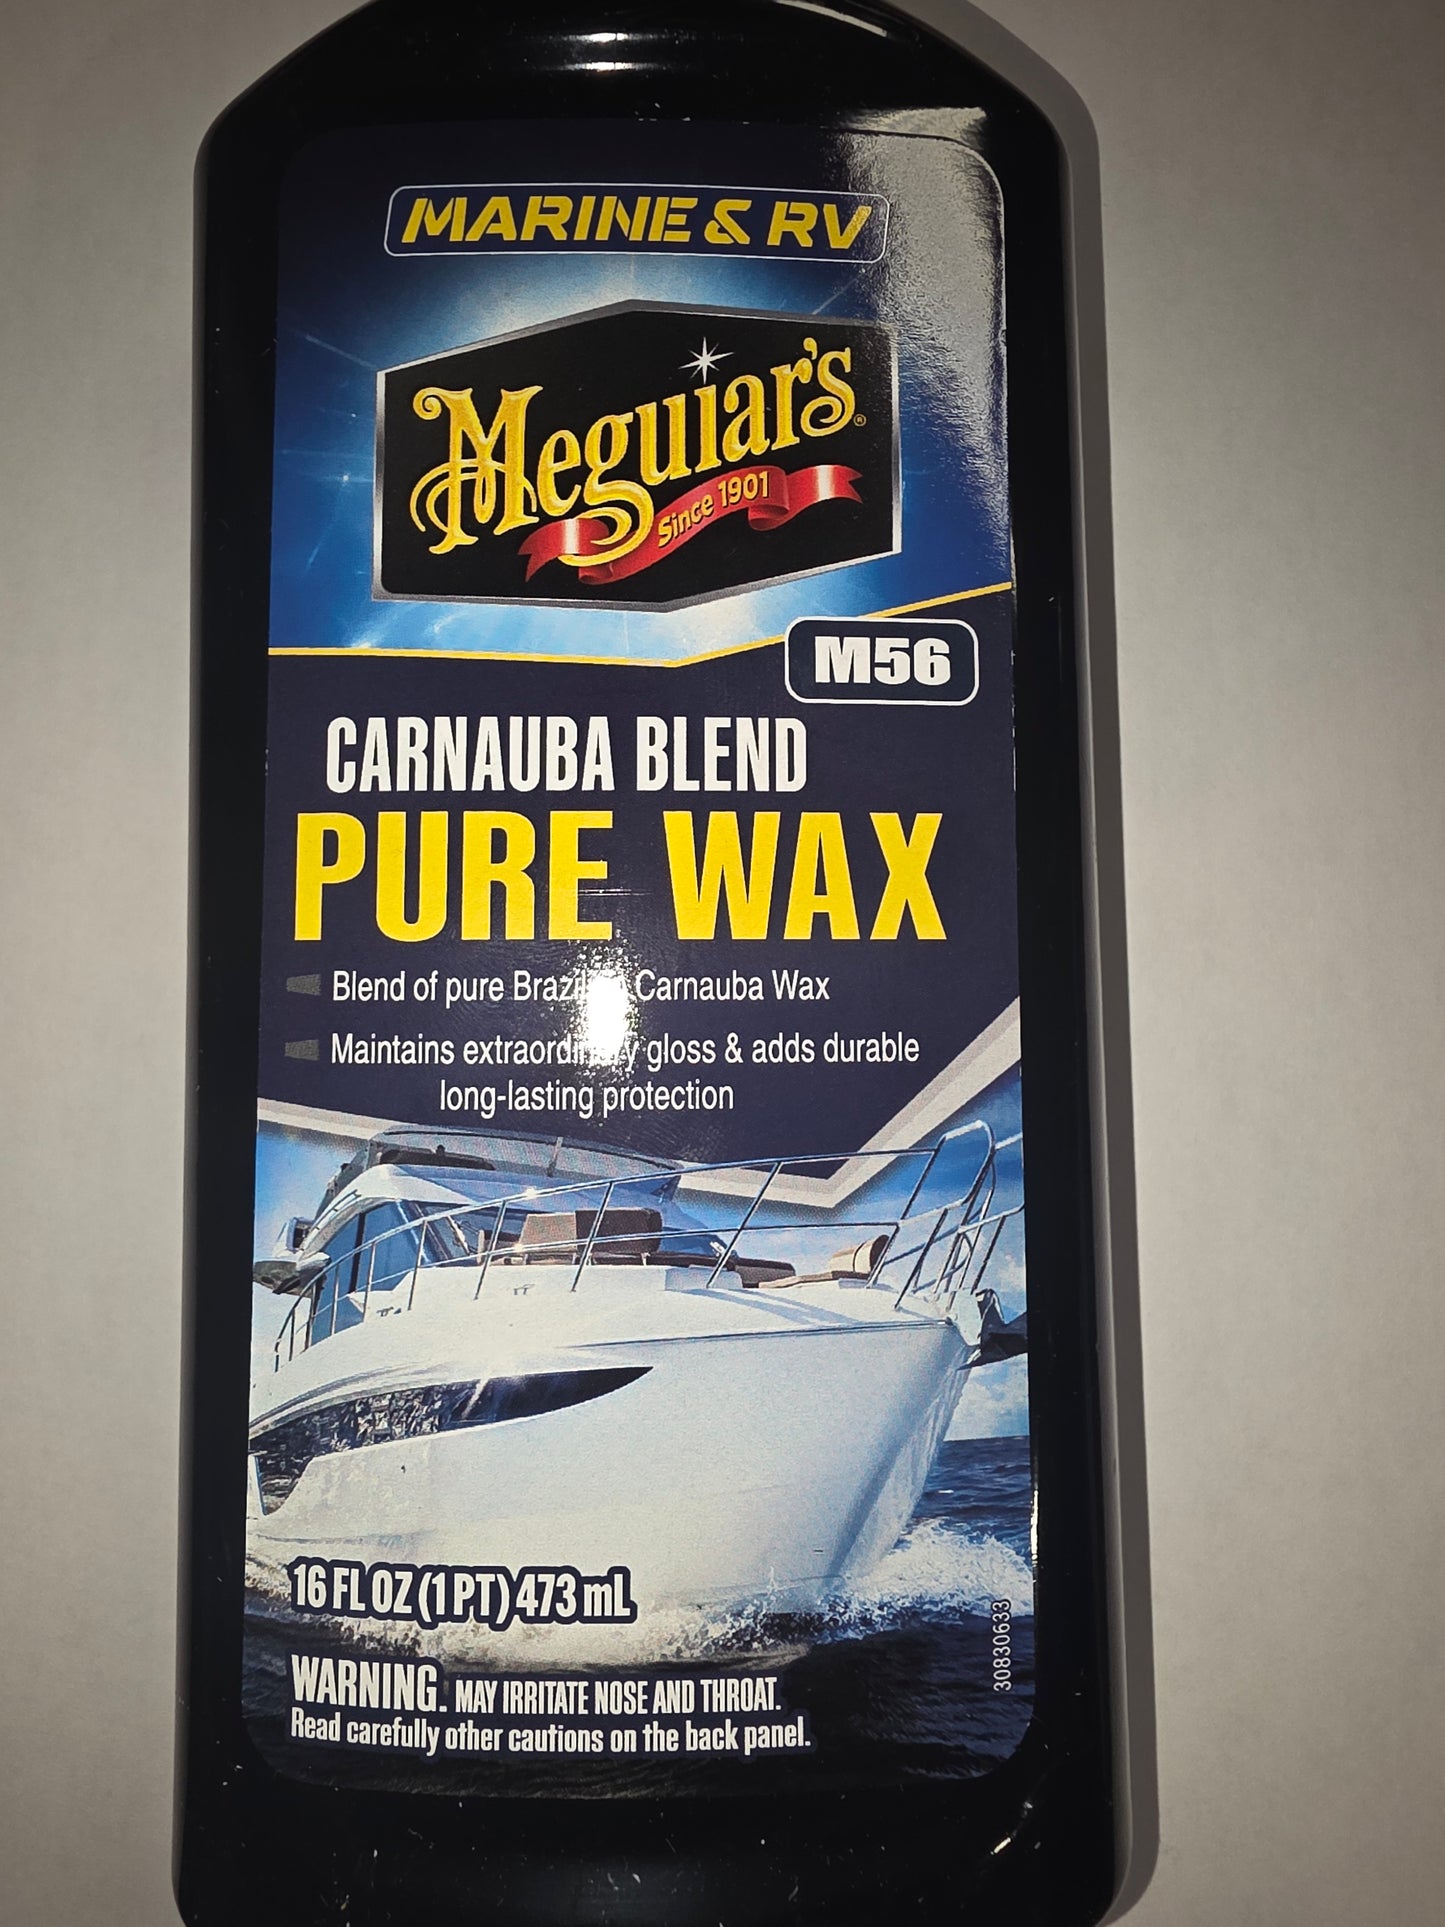 MARINE & RV
Meguiar's®
Since 1901
M56
CARNAUBA BLEND
PURE WAX
Blend of pure Carnauba Wax
Maintains gloss & adds durable
long-lasting protection
16 FL OZ (1 PT) 473 mL
WARNING. MAY IRRITATE NOSE AND THROAT.
Read carefully other cautions on the back panel.
30830633